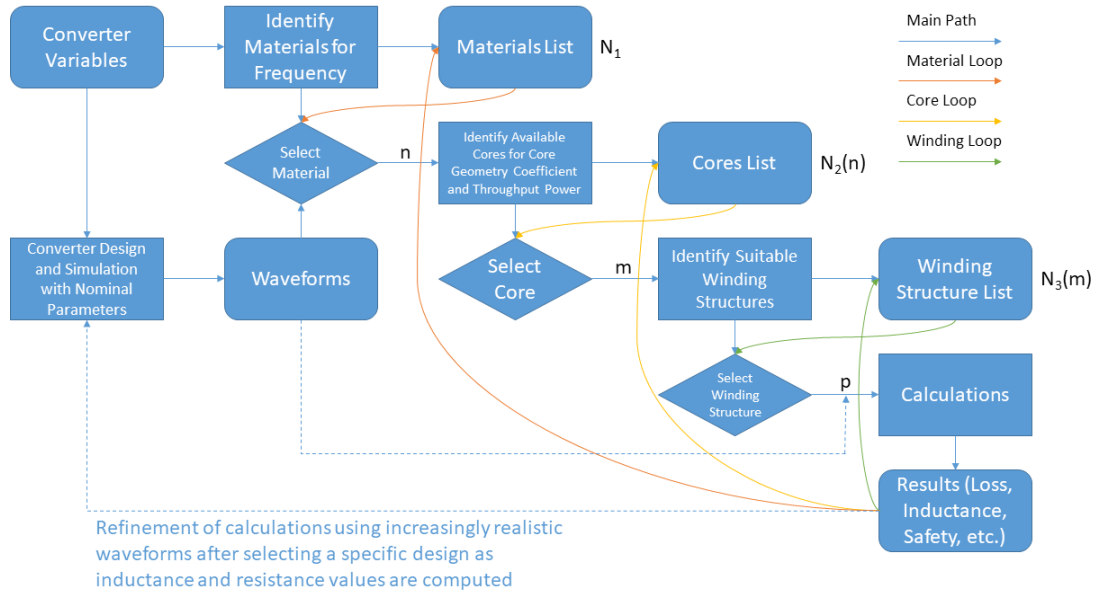 Converter
Variables
Identify
Materials for
Frequency
Materials List
N₁
Main Path
Material Loop
Core Loop
Winding Loop
Select
Material
n
Identify Available
Cores for Core
Geometry Coefficient
and Throughput Power
Cores List
N₂(n)
Converter Design
and Simulation
with Nominal
Parameters
Waveforms
Select
Core
m
Identify Suitable
Winding
Structures
Winding
Structure List
N₃(m)
Select
Winding
Structure
p
Calculations
Results (Loss,
Inductance,
Safety, etc.)
Refinement of calculations using increasingly realistic
waveforms after selecting a specific design as
inductance and resistance values are computed